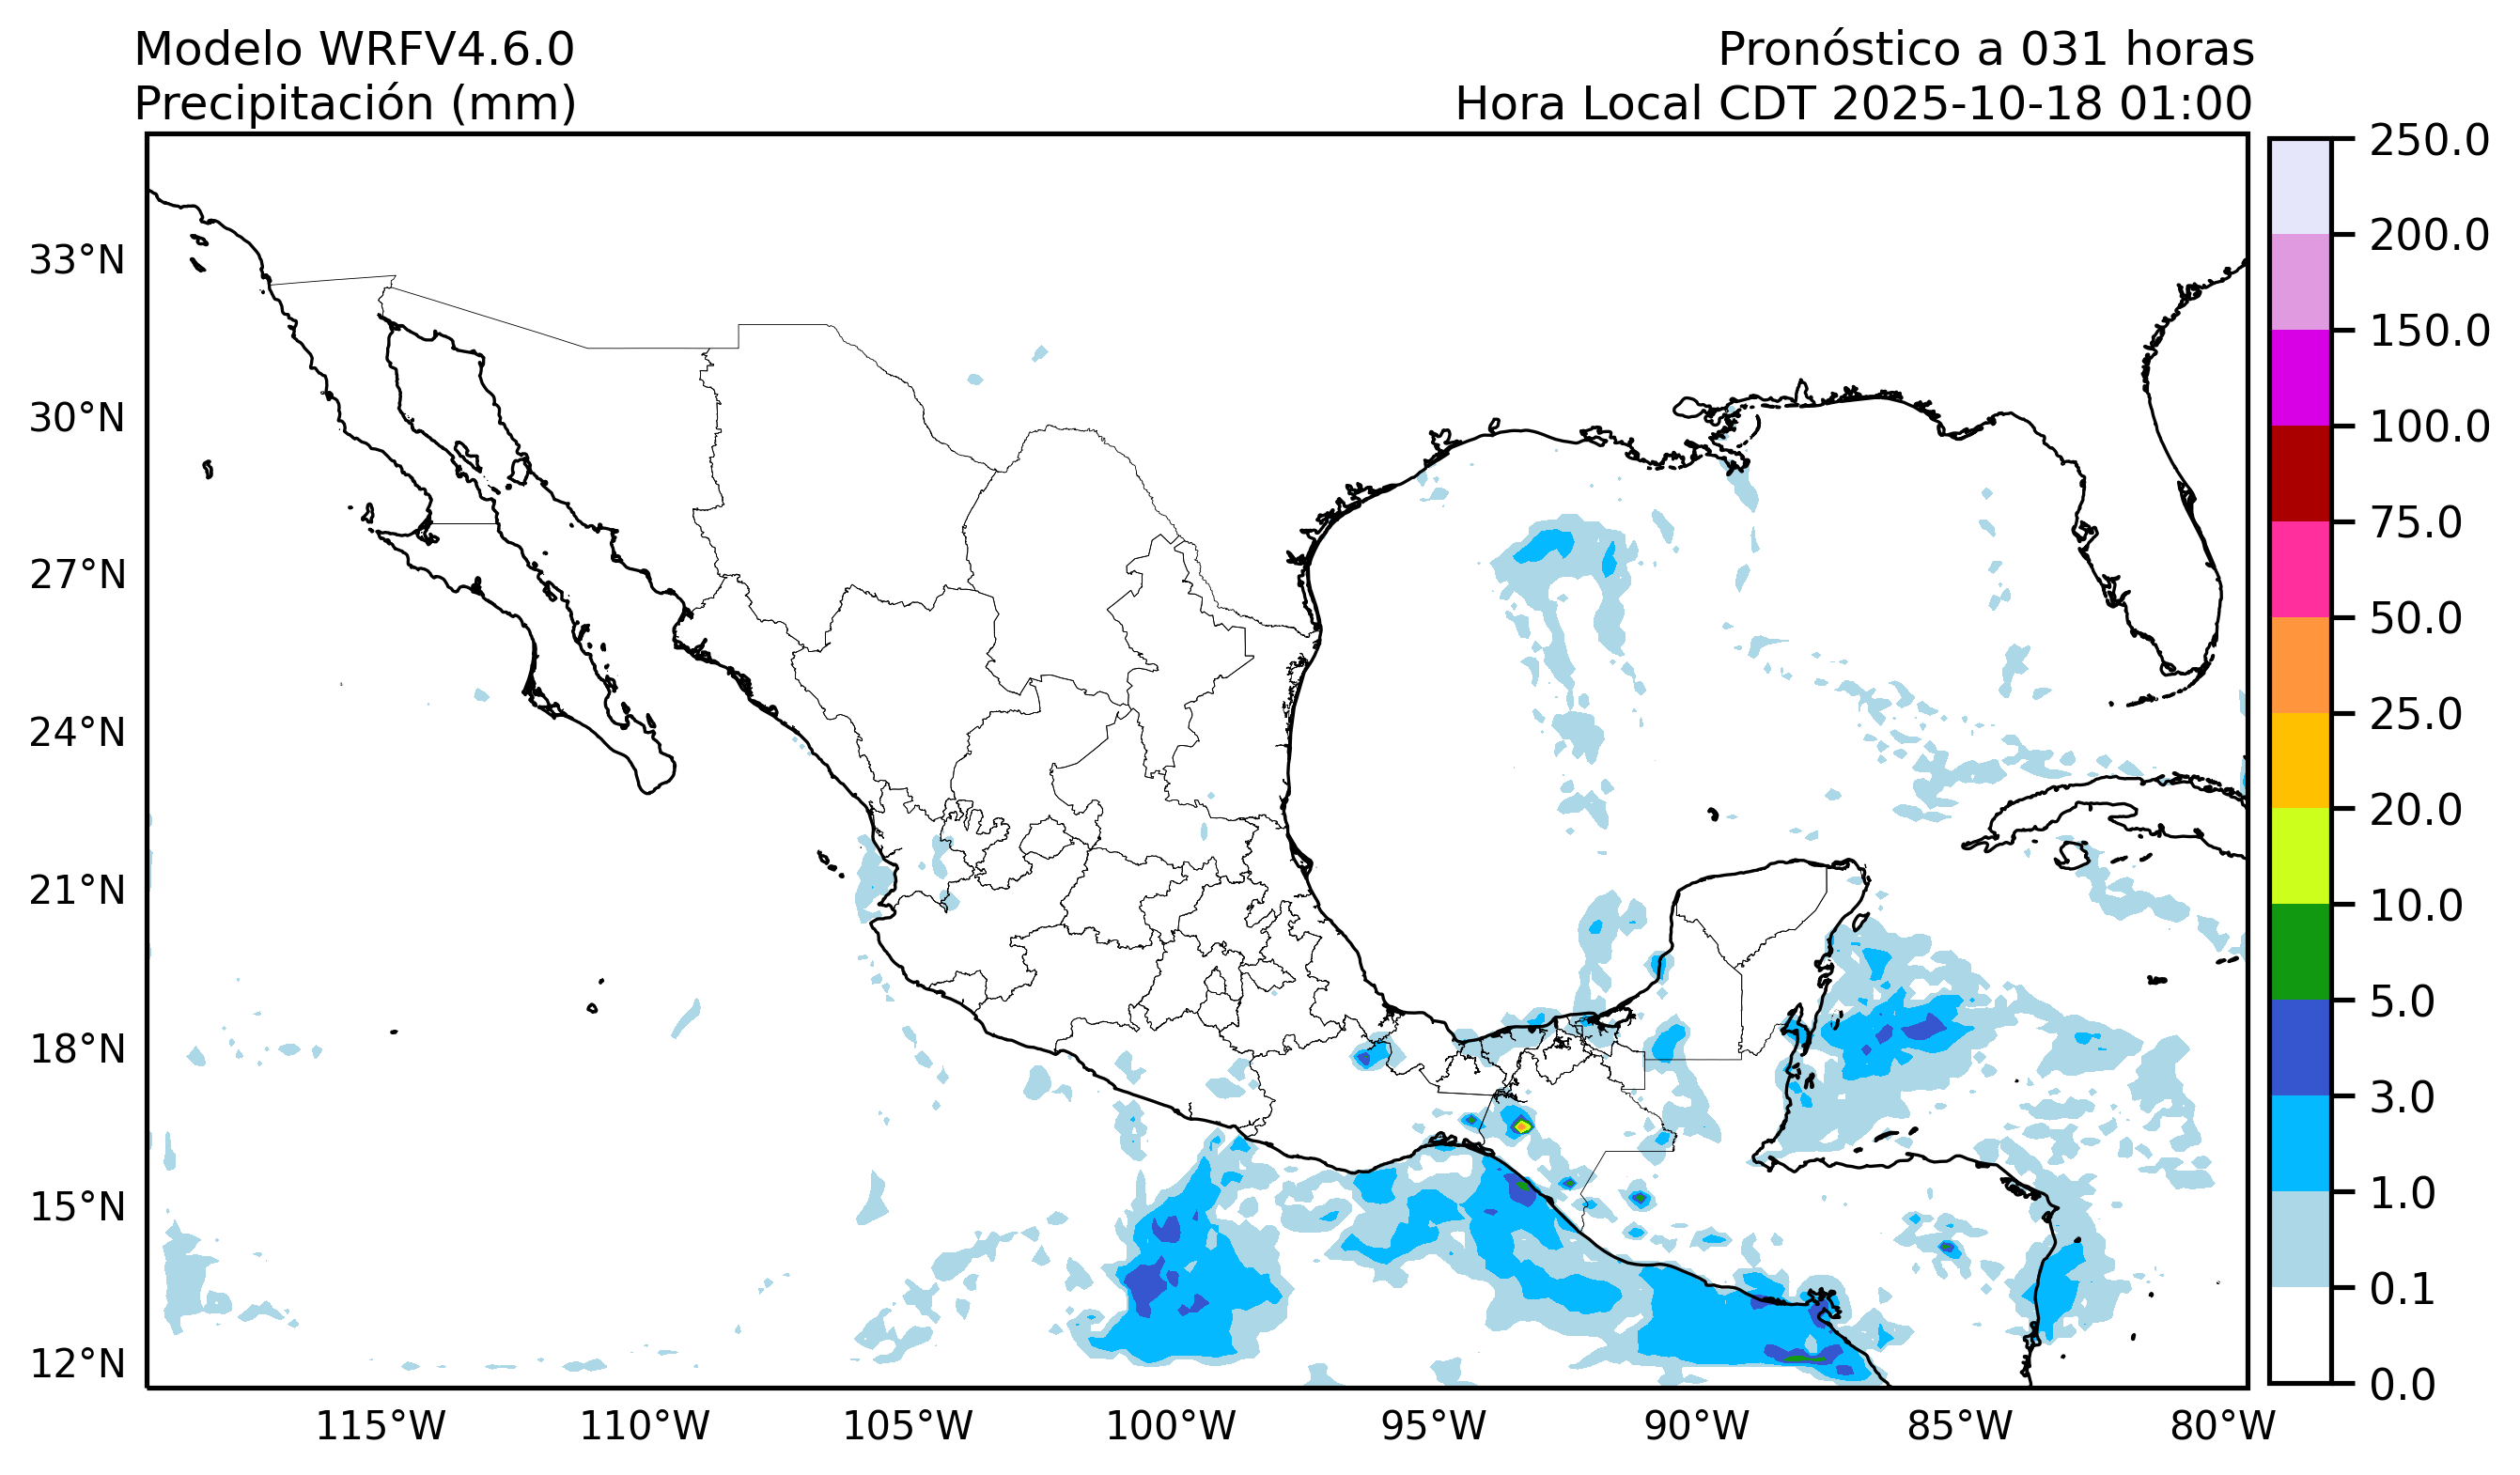 Modelo WRFV4.6.0
Precipitación (mm)
Pronóstico a 031 horas
Hora Local CDT 2025-10-18 01:00
33°N
30°N
27°N
24°N
21°N
18°N
15°N
12°N
115°W
110°W
105°W
100°W
95°W
90°W
85°W
80°W
250.0
200.0
150.0
100.0
75.0
50.0
25.0
20.0
10.0
5.0
3.0
1.0
0.1
0.0